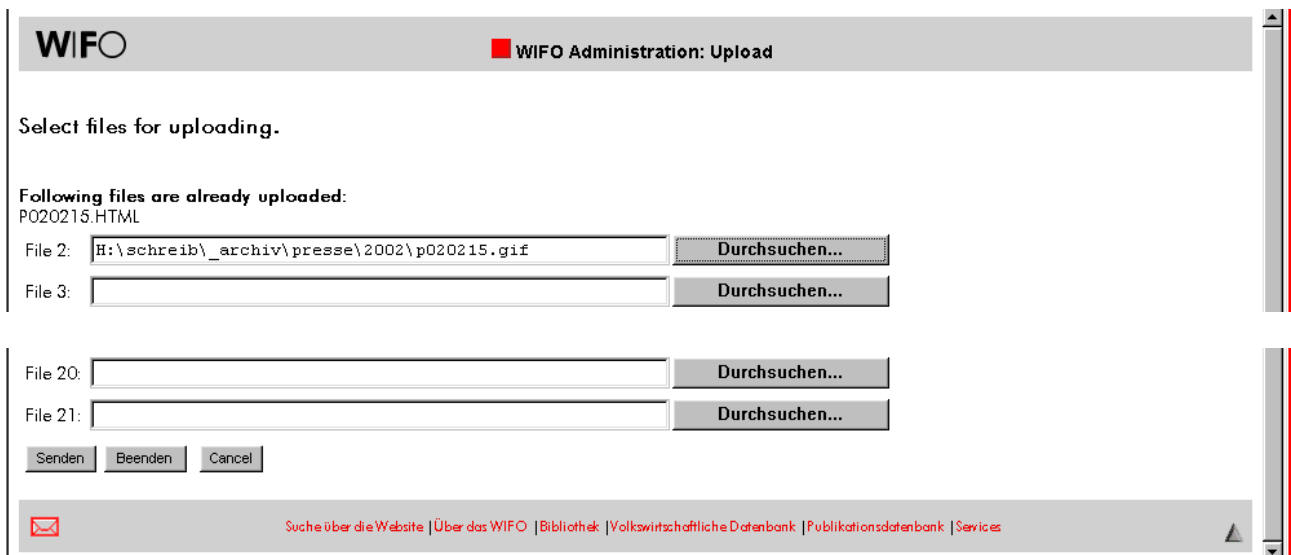 WIFO
WIFO Administration: Upload
Select files for uploading.
Following files are already uploaded:
P020215.HTML
File 2: H:\schreib\_archiv\presse\2002\p020215.gif Durchsuchen...
File 3: Durchsuchen...
File 20: Durchsuchen...
File 21: Durchsuchen...
Senden Beenden Cancel
Suche über die Website |Über das WIFO |Bibliothek |Volkswirtschaftliche Datenbank |Publikationsdatenbank |Services